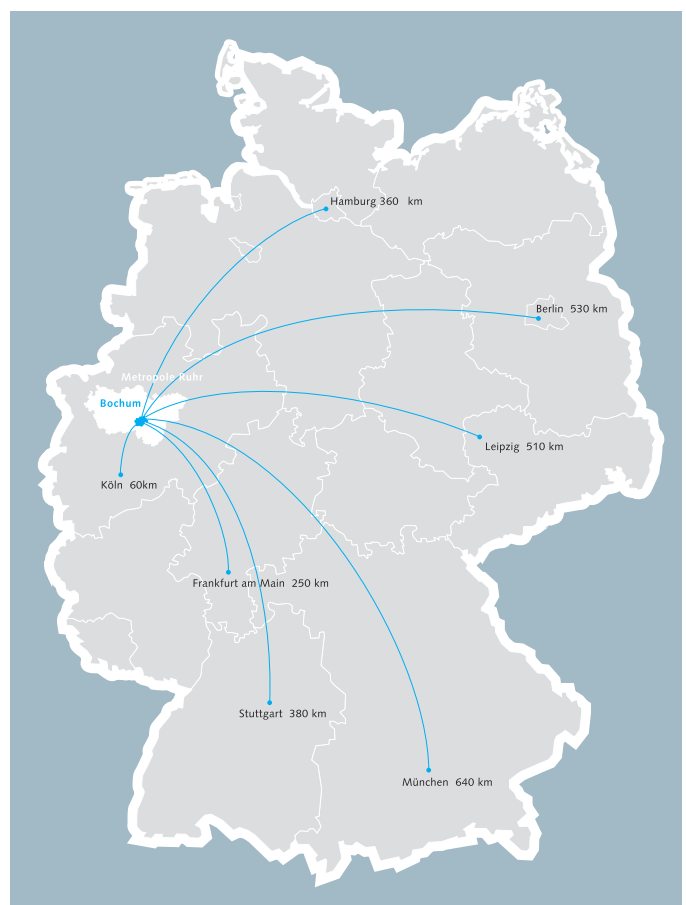 Hamburg 360 km
Berlin 530 km
Metropole Ruhr
Bochum
Leipzig 510 km
Köln 60km
Frankfurt am Main 250 km
Stuttgart 380 km
München 640 km